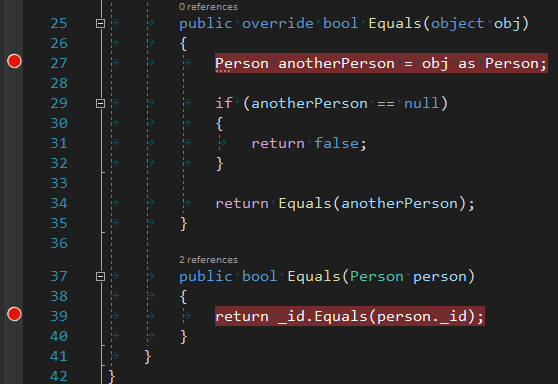 0 references
25 public override bool Equals(object obj)
26 {
27 Person anotherPerson = obj as Person;
28
29 if (anotherPerson == null)
30 {
31 return false;
32 }
33
34 return Equals(anotherPerson);
35 }
36
2 references
37 public bool Equals(Person person)
38 {
39 return _id.Equals(person._id);
40 }
41 }
42 }